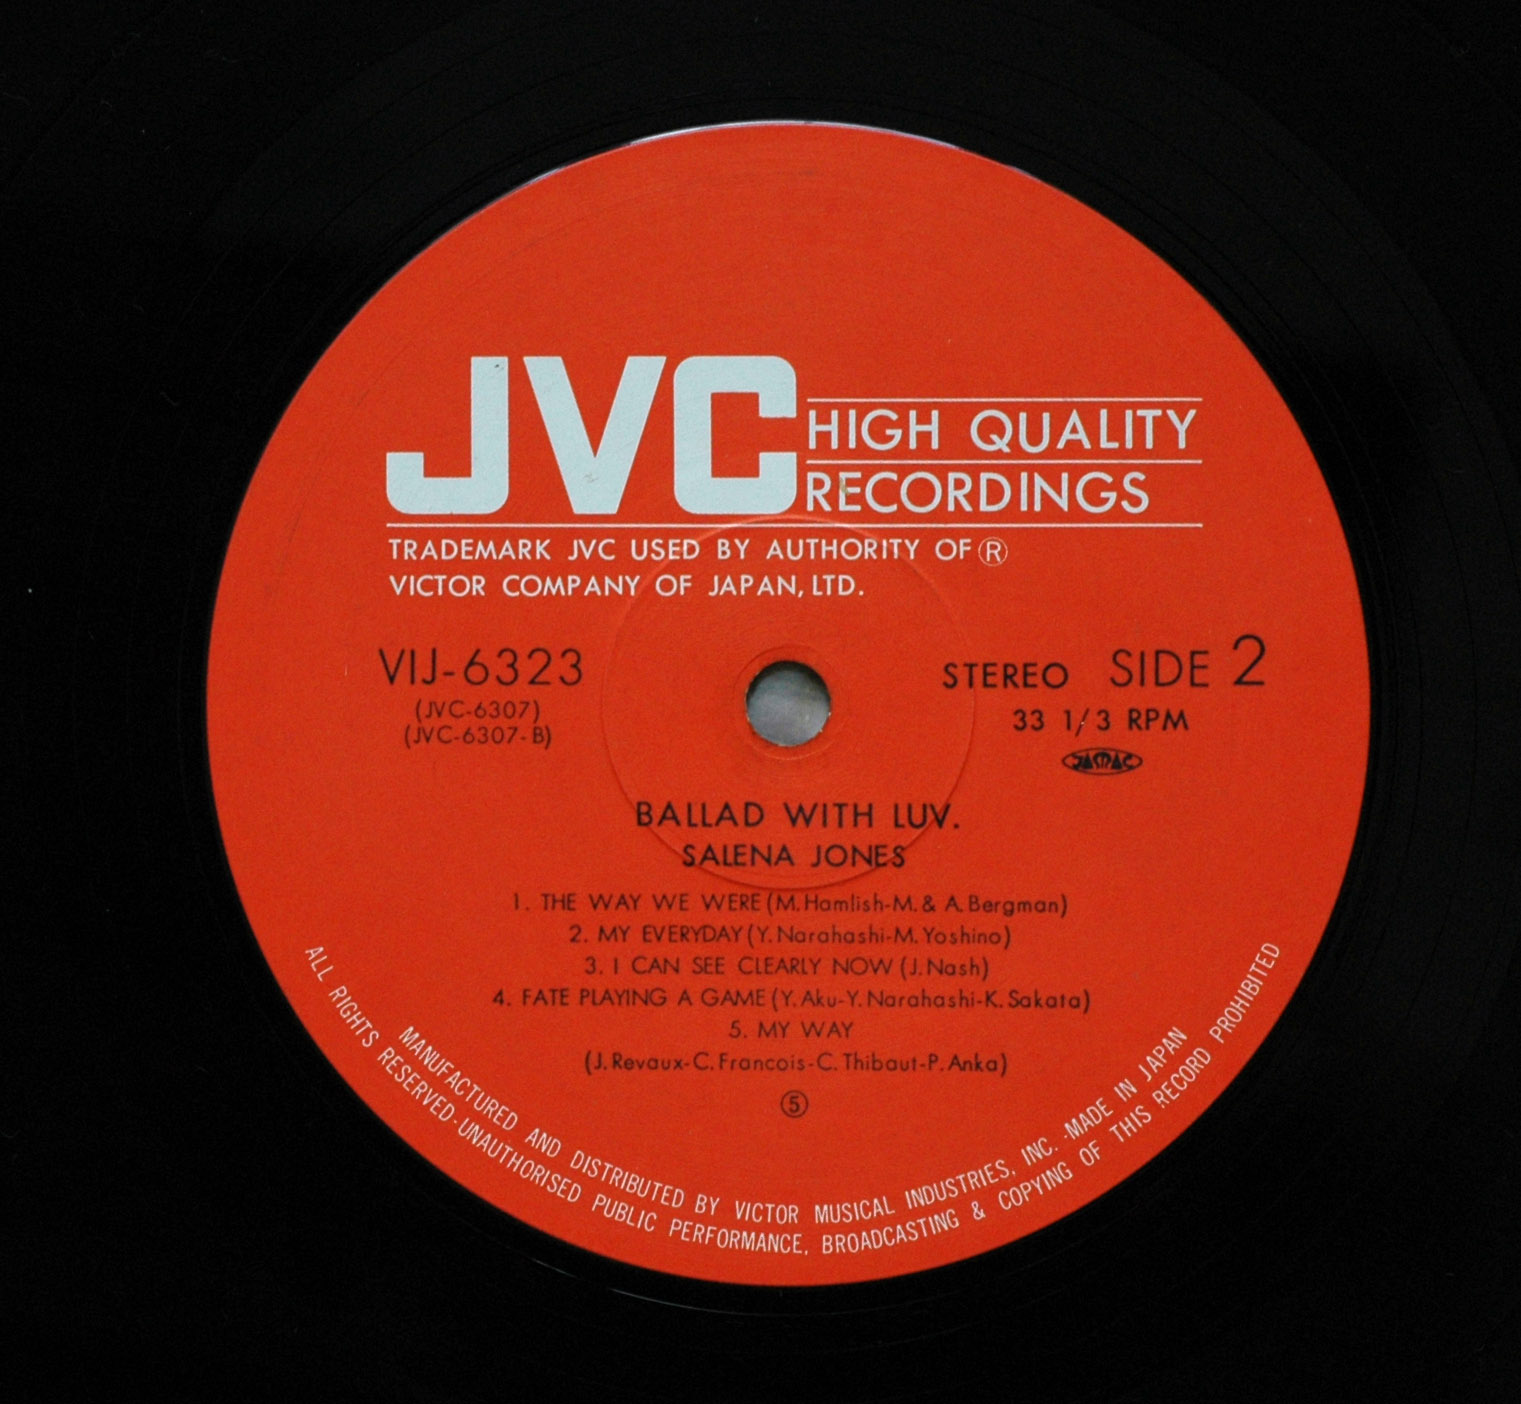 JVC HIGH QUALITY
RECORDINGS
TRADEMARK JVC USED BY AUTHORITY OF ®
VICTOR COMPANY OF JAPAN, LTD.
VIJ-6323
(JVC-6307)
(JVC-6307-B)
STEREO SIDE 2
33 1/3 RPM
JASRAC
BALLAD WITH LUV.
SALENA JONES
1. THE WAY WE WERE (M. Hamlish-M. & A. Bergman)
2. MY EVERYDAY (Y. Narahashi-M. Yoshino)
3. I CAN SEE CLEARLY NOW (J. Nash)
4. FATE PLAYING A GAME (Y. Aku-Y. Narahashi-K. Sakata)
5. MY WAY
(J. Revaux-C. Francois-C. Thibaut-P. Anka)
⑤
MANUFACTURED AND DISTRIBUTED BY VICTOR MUSICAL INDUSTRIES, INC. ·MADE IN JAPAN
ALL RIGHTS RESERVED-UNAUTHORISED PUBLIC PERFORMANCE, BROADCASTING & COPYING OF THIS RECORD PROHIBITED